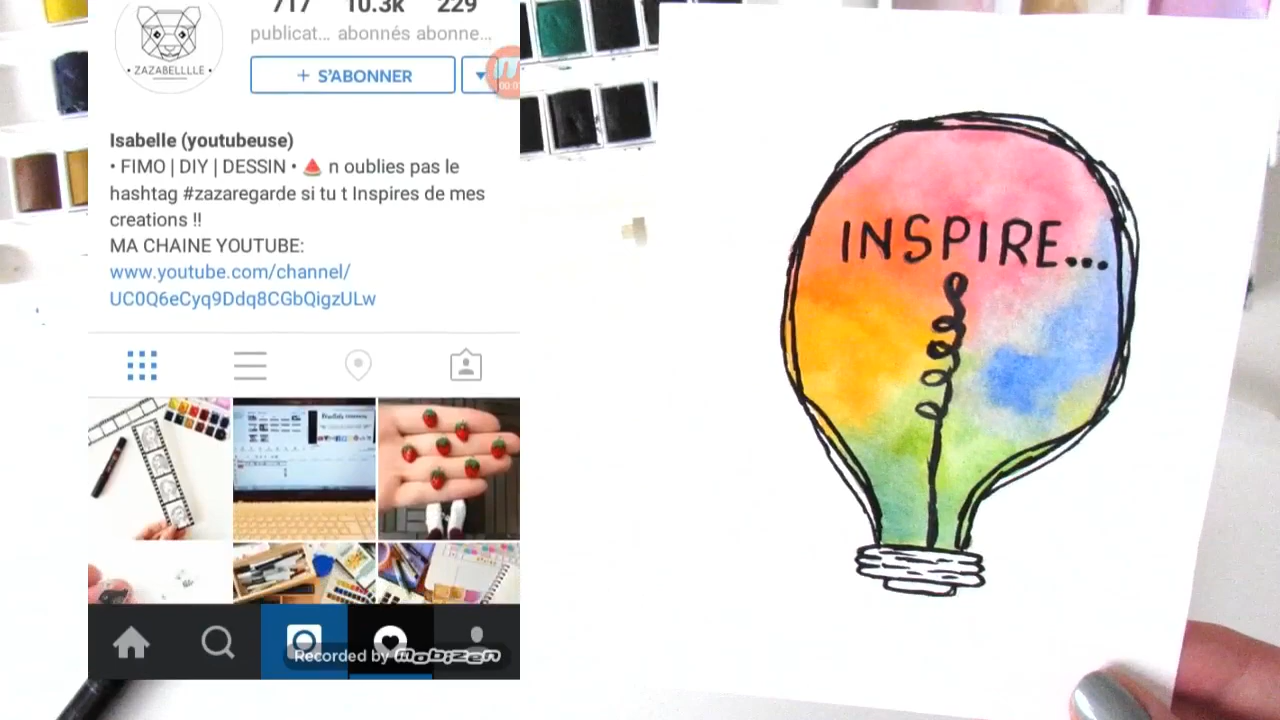 717 10.3k 229
publicat... abonnés abonne...
• ZAZABELLLLE •
+ S'ABONNER
Isabelle (youtubeuse)
• FIMO | DIY | DESSIN • 🍉 n oublies pas le
hashtag #zazaregarde si tu t Inspires de mes
creations !!
MA CHAINE YOUTUBE:
www.youtube.com/channel/
UC0Q6eCyq9Ddq8CGbQigzULw
Recorded by mobizen
INSPIRE...